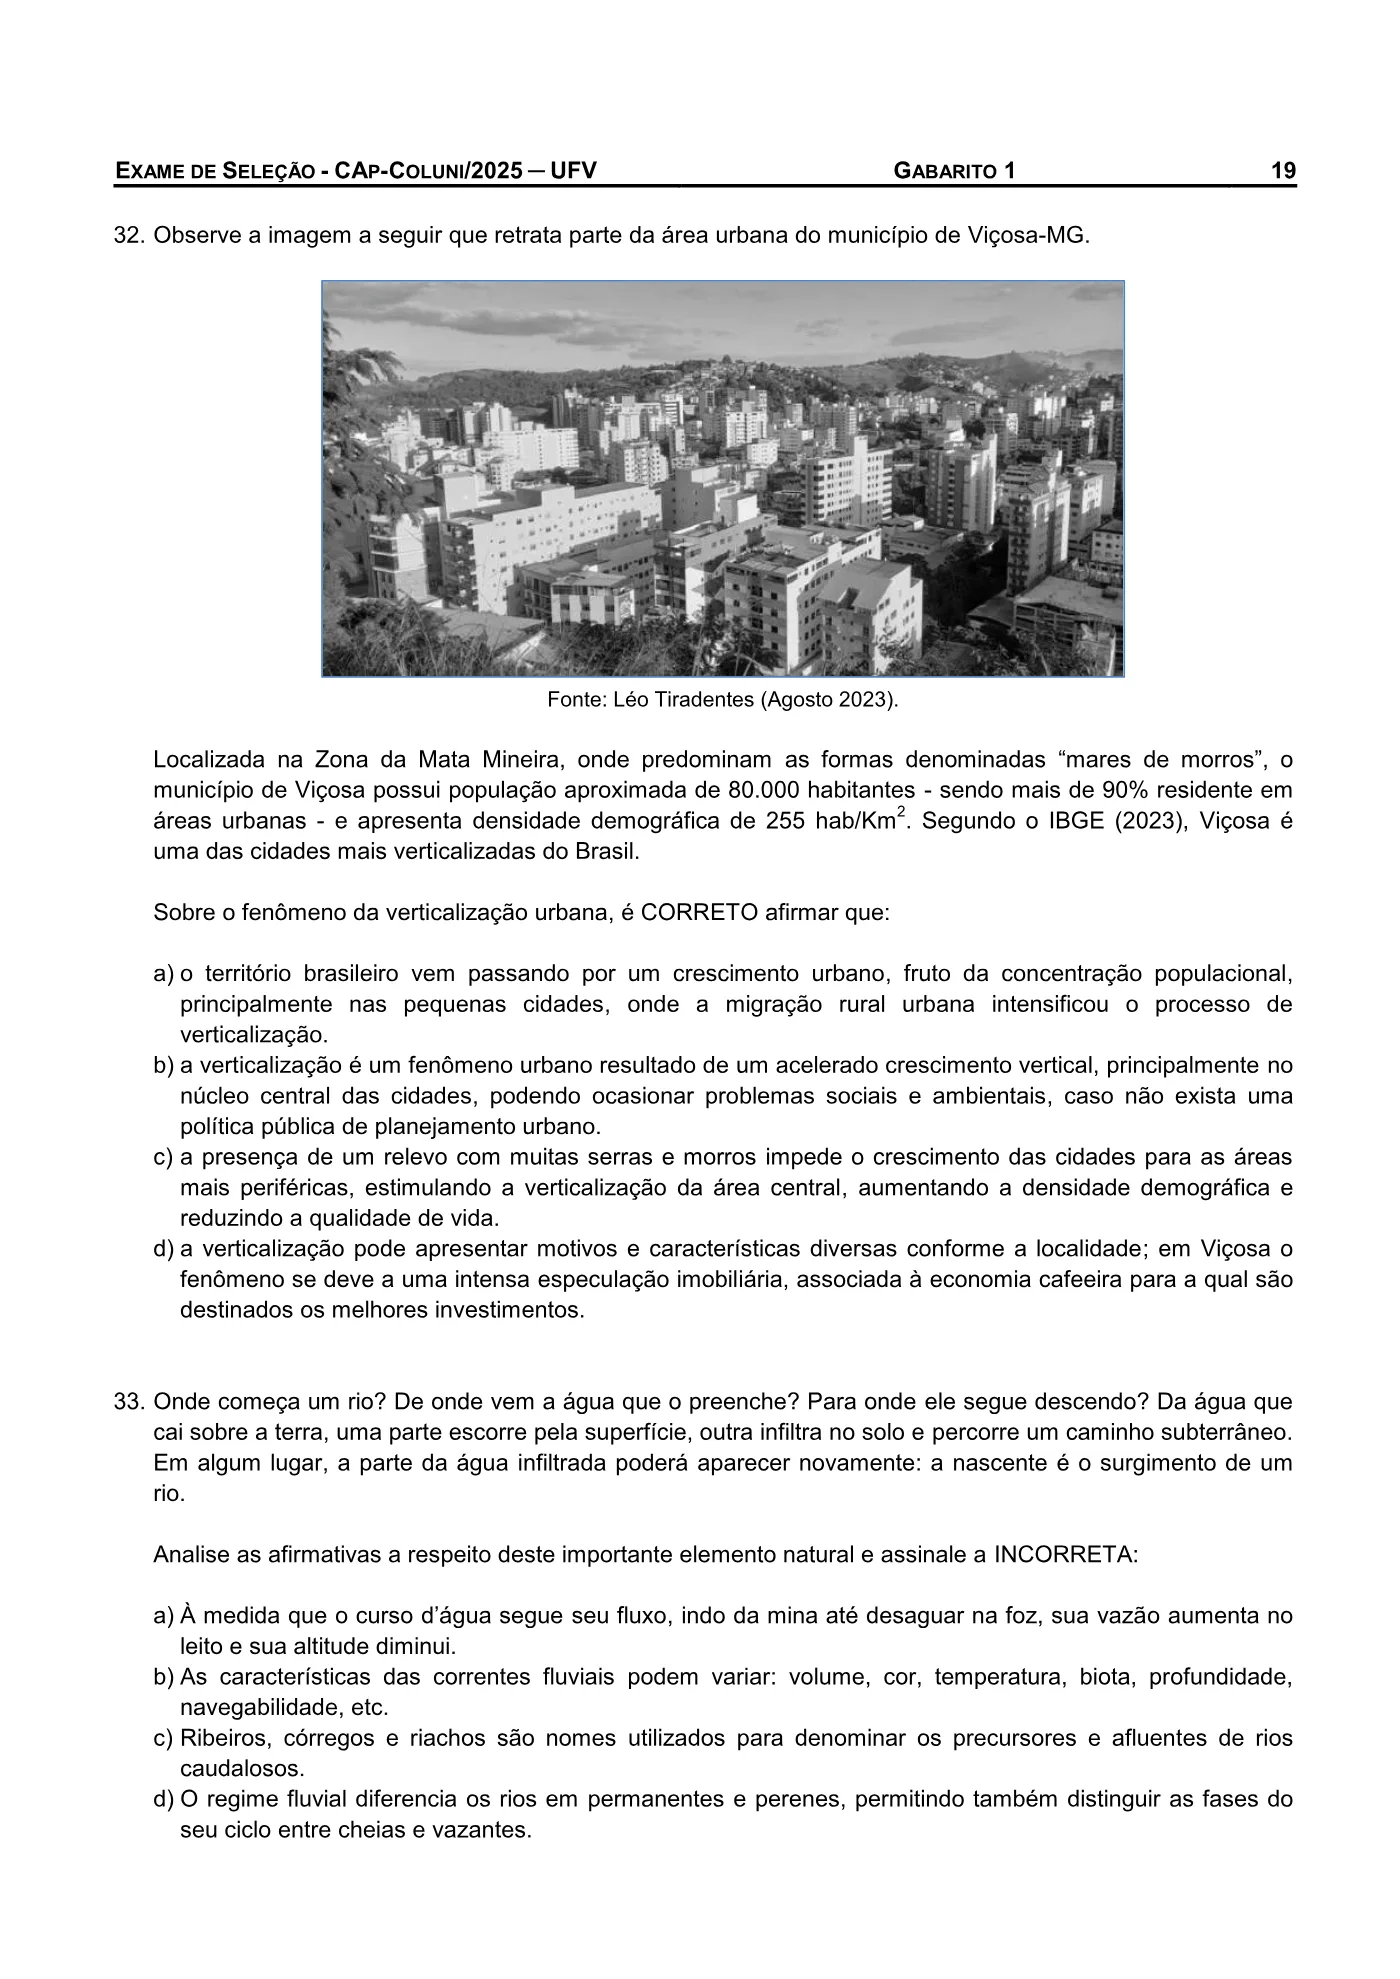 EXAME DE SELEÇÃO - CAP-COLUNI/2025 — UFV GABARITO 1 19
32. Observe a imagem a seguir que retrata parte da área urbana do município de Viçosa-MG.
Fonte: Léo Tiradentes (Agosto 2023).
Localizada na Zona da Mata Mineira, onde predominam as formas denominadas “mares de morros”, o
município de Viçosa possui população aproximada de 80.000 habitantes - sendo mais de 90% residente em
áreas urbanas - e apresenta densidade demográfica de 255 hab/Km². Segundo o IBGE (2023), Viçosa é
uma das cidades mais verticalizadas do Brasil.
Sobre o fenômeno da verticalização urbana, é CORRETO afirmar que:
a) o território brasileiro vem passando por um crescimento urbano, fruto da concentração populacional,
principalmente nas pequenas cidades, onde a migração rural urbana intensificou o processo de
verticalização.
b) a verticalização é um fenômeno urbano resultado de um acelerado crescimento vertical, principalmente no
núcleo central das cidades, podendo ocasionar problemas sociais e ambientais, caso não exista uma
política pública de planejamento urbano.
c) a presença de um relevo com muitas serras e morros impede o crescimento das cidades para as áreas
mais periféricas, estimulando a verticalização da área central, aumentando a densidade demográfica e
reduzindo a qualidade de vida.
d) a verticalização pode apresentar motivos e características diversas conforme a localidade; em Viçosa o
fenômeno se deve a uma intensa especulação imobiliária, associada à economia cafeeira para a qual são
destinados os melhores investimentos.
33. Onde começa um rio? De onde vem a água que o preenche? Para onde ele segue descendo? Da água que
cai sobre a terra, uma parte escorre pela superfície, outra infiltra no solo e percorre um caminho subterrâneo.
Em algum lugar, a parte da água infiltrada poderá aparecer novamente: a nascente é o surgimento de um
rio.
Analise as afirmativas a respeito deste importante elemento natural e assinale a INCORRETA:
a) À medida que o curso d’água segue seu fluxo, indo da mina até desaguar na foz, sua vazão aumenta no
leito e sua altitude diminui.
b) As características das correntes fluviais podem variar: volume, cor, temperatura, biota, profundidade,
navegabilidade, etc.
c) Ribeiros, córregos e riachos são nomes utilizados para denominar os precursores e afluentes de rios
caudalosos.
d) O regime fluvial diferencia os rios em permanentes e perenes, permitindo também distinguir as fases do
seu ciclo entre cheias e vazantes.